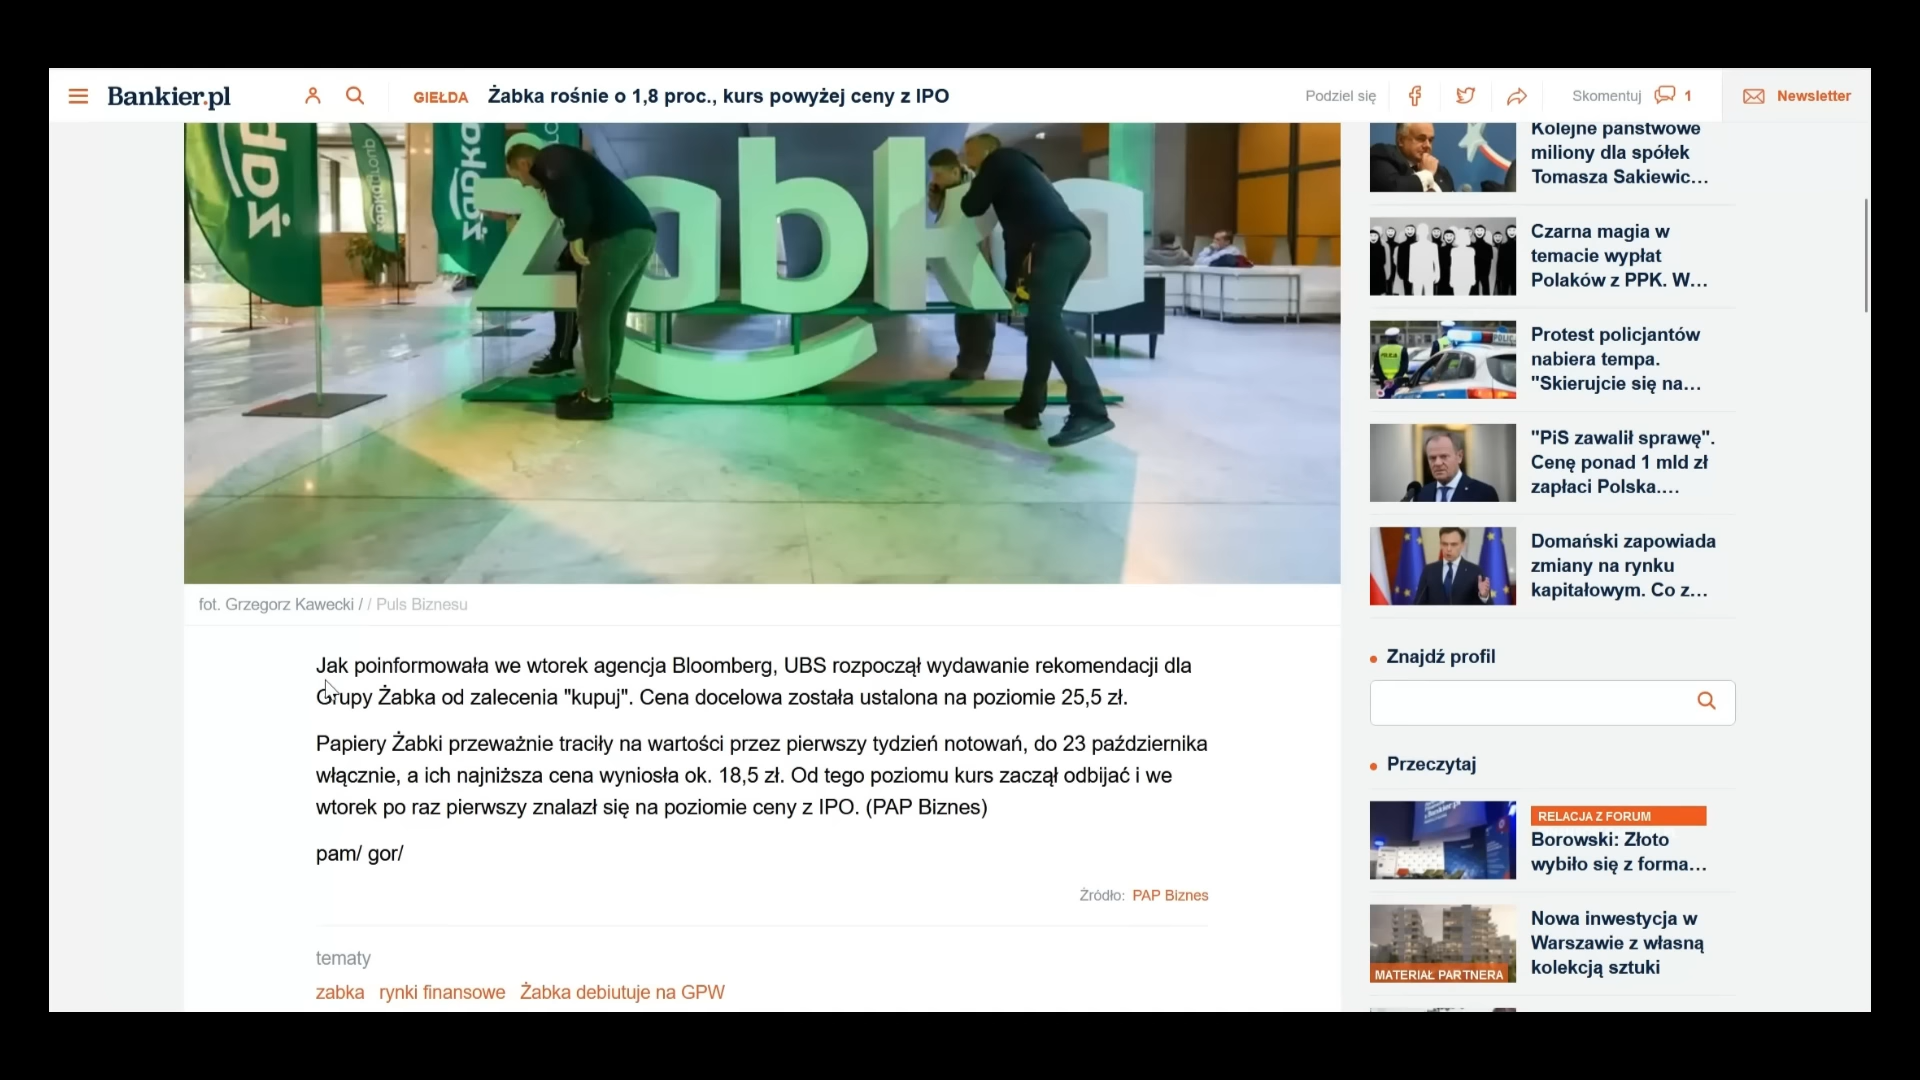 Bankier.pl
GIEŁDA
Żabka rośnie o 1,8 proc., kurs powyżej ceny z IPO
Podziel się
Skomentuj
1
Newsletter
żabka
żabka
żabka
fot. Grzegorz Kawecki / / Puls Biznesu
Jak poinformowała we wtorek agencja Bloomberg, UBS rozpoczął wydawanie rekomendacji dla
Grupy Żabka od zalecenia "kupuj". Cena docelowa została ustalona na poziomie 25,5 zł.
Papiery Żabki przeważnie traciły na wartości przez pierwszy tydzień notowań, do 23 października
włącznie, a ich najniższa cena wyniosła ok. 18,5 zł. Od tego poziomu kurs zaczął odbijać i we
wtorek po raz pierwszy znalazł się na poziomie ceny z IPO. (PAP Biznes)
pam/ gor/
Źródło: PAP Biznes
tematy
zabka rynki finansowe Żabka debiutuje na GPW
Kolejne państwowe
miliony dla spółek
Tomasza Sakiewic...
Czarna magia w
temacie wypłat
Polaków z PPK. W...
Protest policjantów
nabiera tempa.
"Skierujcie się na...
"PiS zawalił sprawę".
Cenę ponad 1 mld zł
zapłaci Polska....
Domański zapowiada
zmiany na rynku
kapitałowym. Co z...
Znajdź profil
Przeczytaj
RELACJA Z FORUM
Borowski: Złoto
wybiło się z forma...
MATERIAŁ PARTNERA
Nowa inwestycja w
Warszawie z własną
kolekcją sztuki